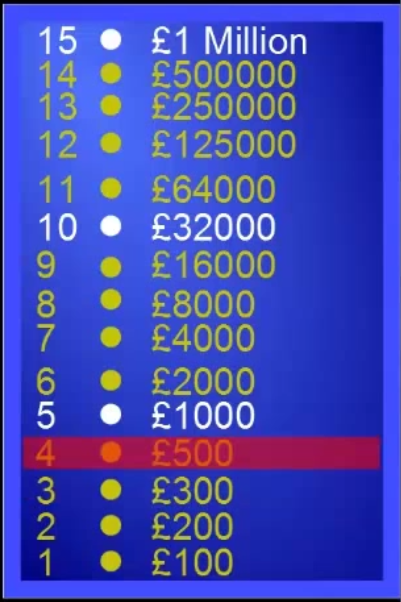 15 ● £1 Million
14 ● £500000
13 ● £250000
12 ● £125000
11 ● £64000
10 ● £32000
9 ● £16000
8 ● £8000
7 ● £4000
6 ● £2000
5 ● £1000
4 ● £500
3 ● £300
2 ● £200
1 ● £100